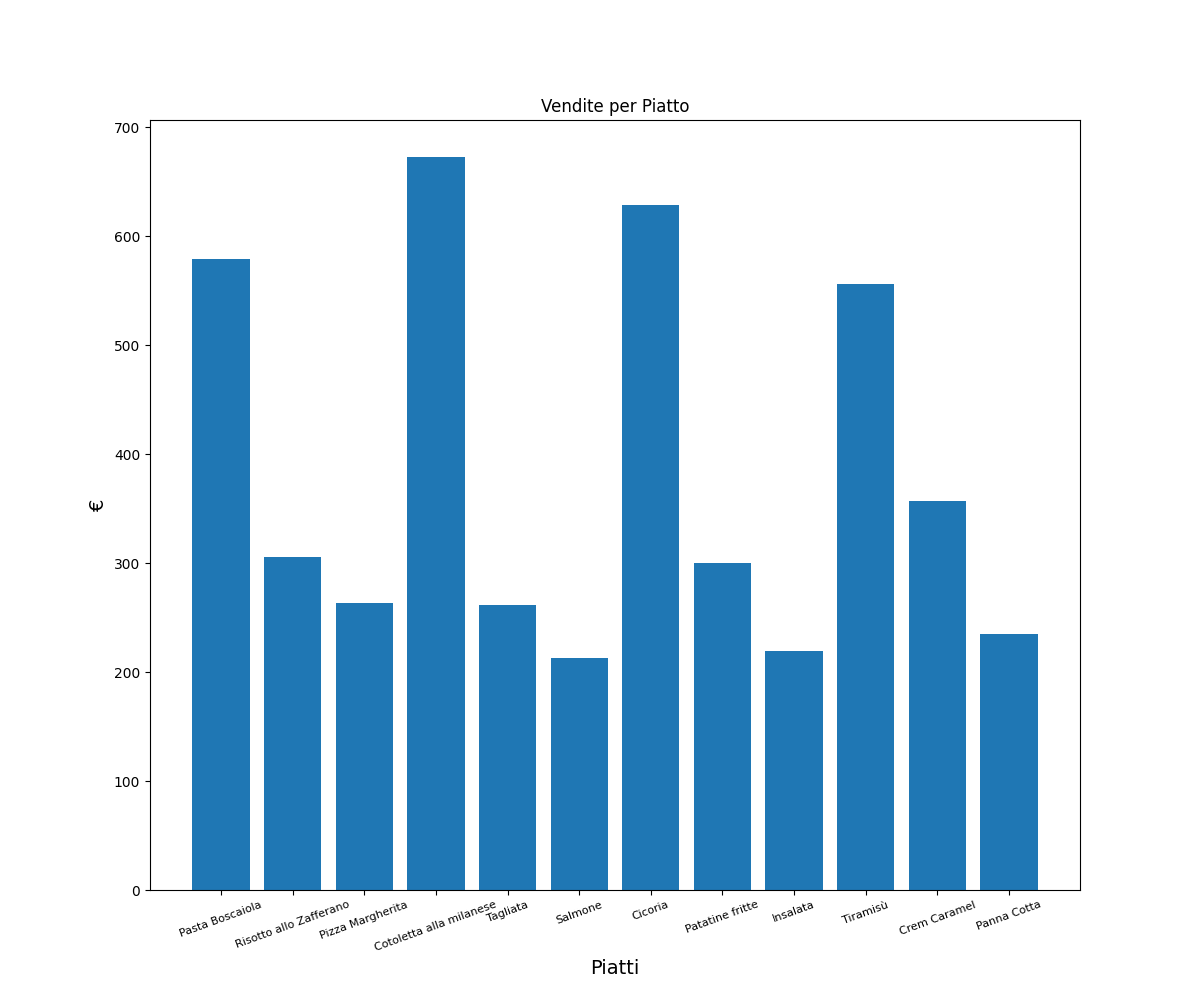 Vendite per Piatto
700
600
500
400
300
200
100
0
€
Pasta Boscaiola
Risotto allo Zafferano
Pizza Margherita
Cotoletta alla milanese
Tagliata
Salmone
Cicoria
Patatine fritte
Insalata
Tiramisù
Crem Caramel
Panna Cotta
Piatti